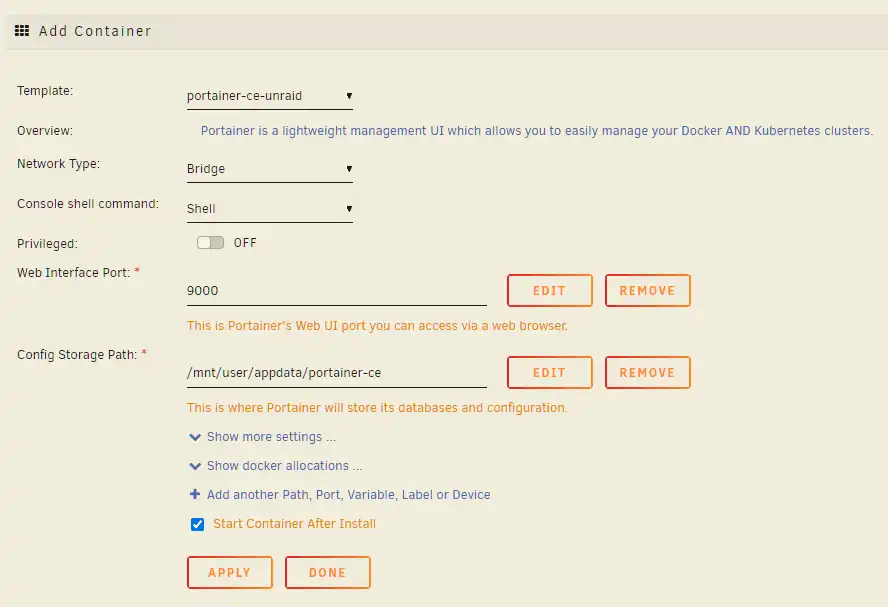 Add Container
Template:
portainer-ce-unraid
Overview:
Portainer is a lightweight management UI which allows you to easily manage your Docker AND Kubernetes clusters.
Network Type:
Bridge
Console shell command:
Shell
Privileged:
OFF
Web Interface Port: *
9000
EDIT
REMOVE
This is Portainer's Web UI port you can access via a web browser.
Config Storage Path: *
/mnt/user/appdata/portainer-ce
EDIT
REMOVE
This is where Portainer will store its databases and configuration.
Show more settings ...
Show docker allocations ...
Add another Path, Port, Variable, Label or Device
Start Container After Install
APPLY
DONE